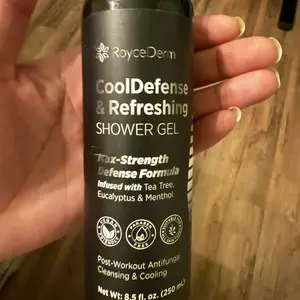 RoyceDerm
CoolDefense
& Refreshing
SHOWER GEL
Max-Strength
Defense Formula
Infused with Tea Tree,
Eucalyptus & Menthol
Post-Workout Antifungal
Cleansing & Cooling
Net Wt: 8.5 fl. oz. (250 mL)